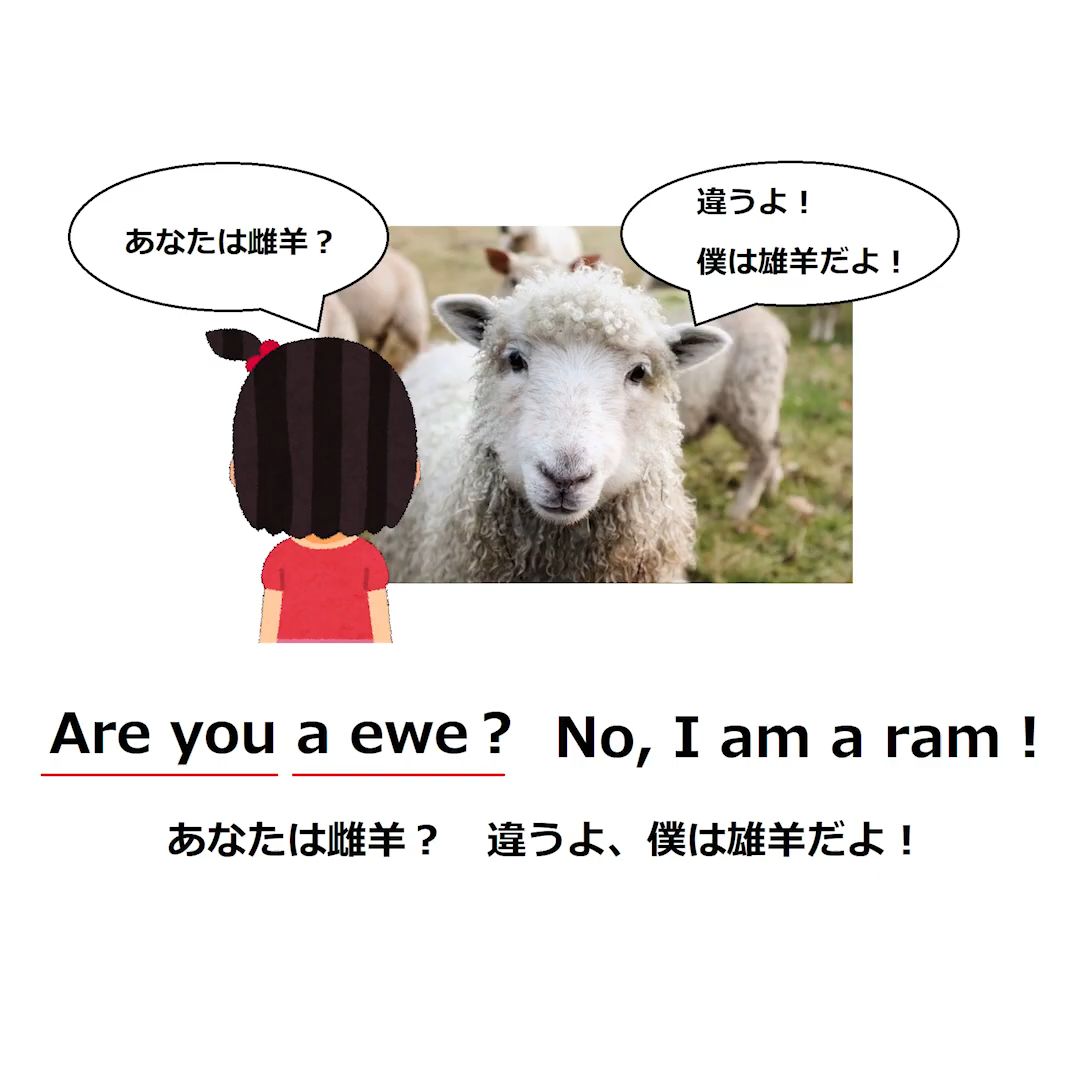 あなたは雌羊？
違うよ！
僕は雄羊だよ！
Are you a ewe？ No, I am a ram！
あなたは雌羊？　違うよ、僕は雄羊だよ！